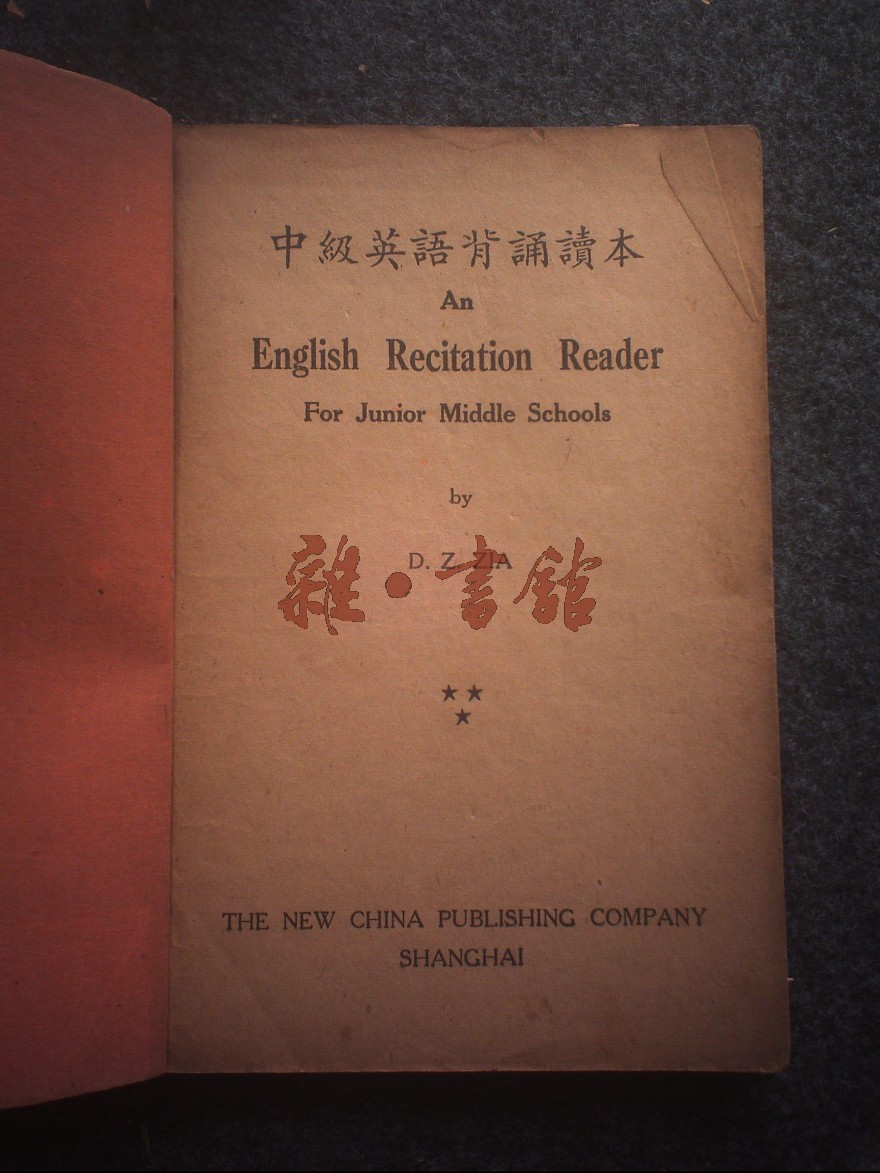 中級英語背誦讀本
An
English Recitation Reader
For Junior Middle Schools
by
D. Z. ZIA
雜·書館
THE NEW CHINA PUBLISHING COMPANY
SHANGHAI